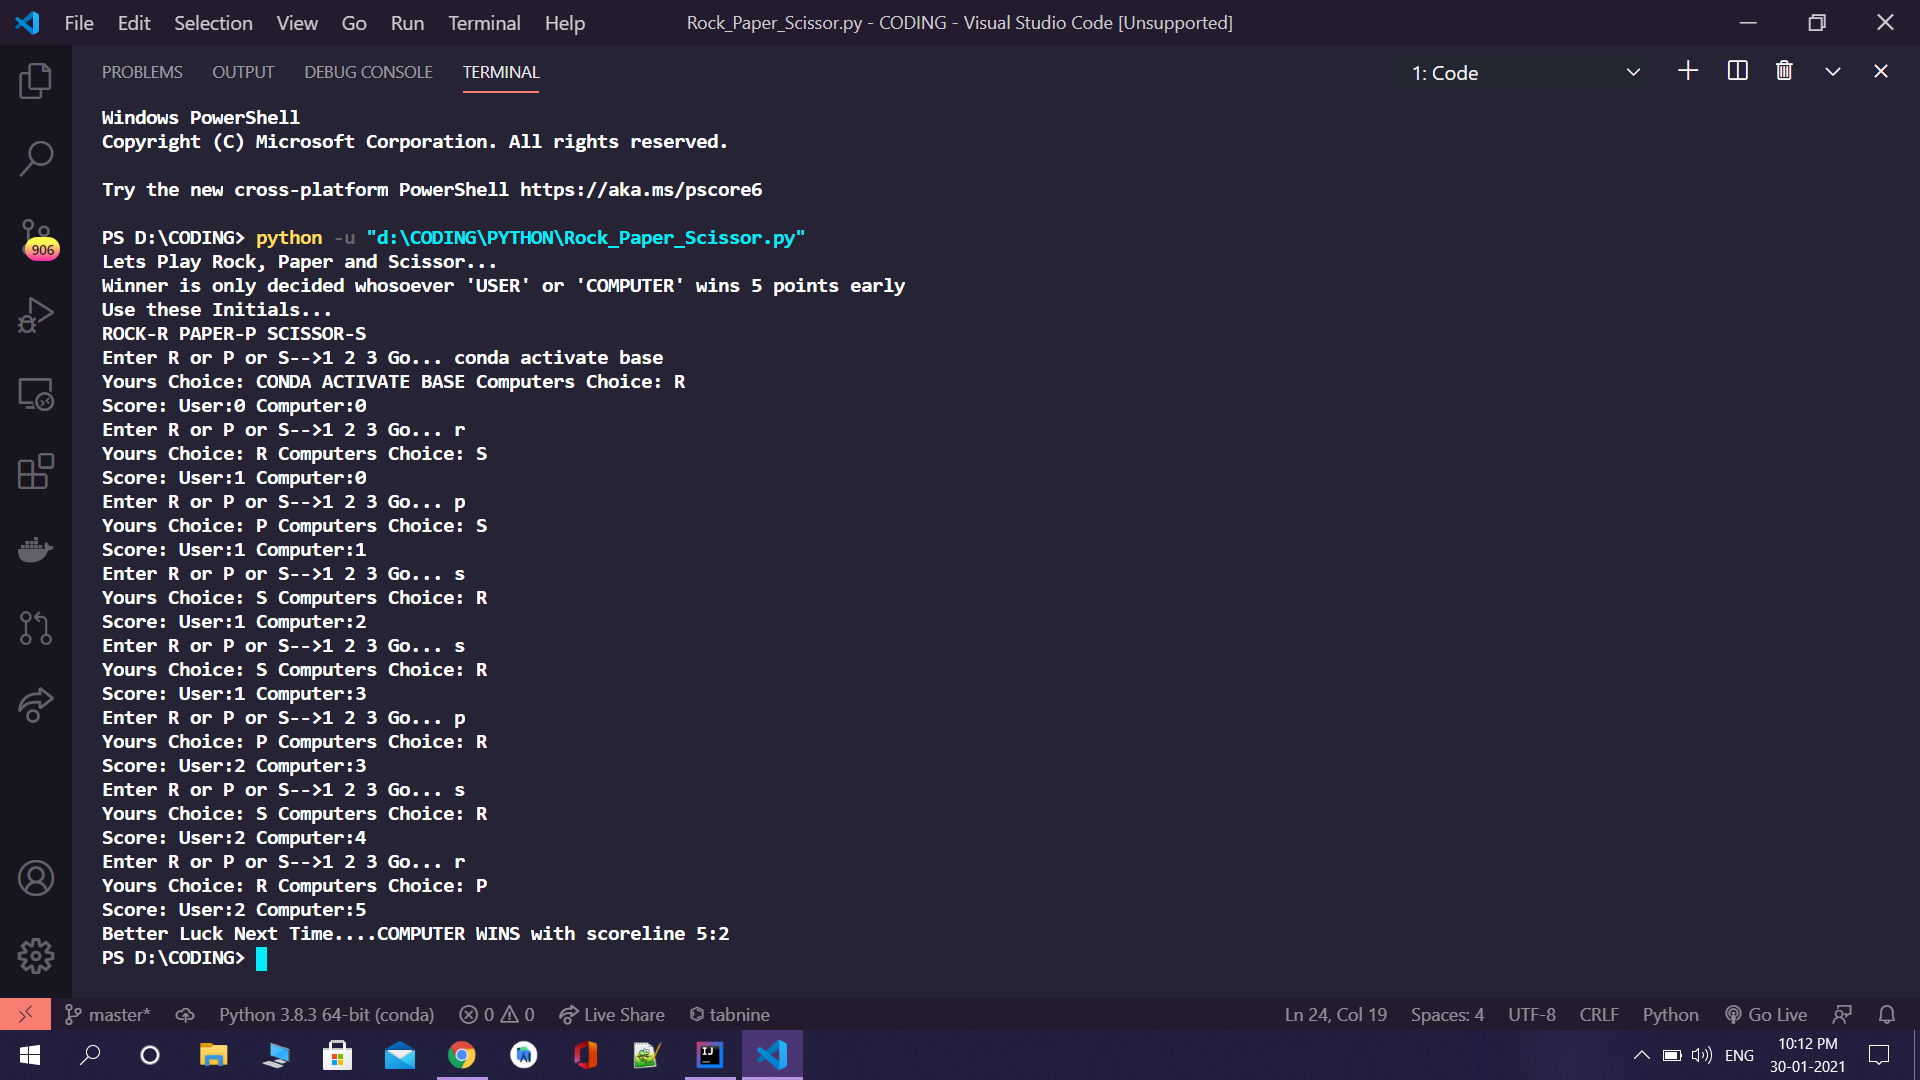 File Edit Selection View Go Run Terminal Help
Rock_Paper_Scissor.py - CODING - Visual Studio Code [Unsupported]
PROBLEMS OUTPUT DEBUG CONSOLE TERMINAL
1: Code
Windows PowerShell
Copyright (C) Microsoft Corporation. All rights reserved.
Try the new cross-platform PowerShell https://aka.ms/pscore6
PS D:\CODING> python -u "d:\CODING\PYTHON\Rock_Paper_Scissor.py"
Lets Play Rock, Paper and Scissor...
Winner is only decided whosoever 'USER' or 'COMPUTER' wins 5 points early
Use these Initials...
ROCK-R PAPER-P SCISSOR-S
Enter R or P or S-->1 2 3 Go... conda activate base
Yours Choice: CONDA ACTIVATE BASE Computers Choice: R
Score: User:0 Computer:0
Enter R or P or S-->1 2 3 Go... r
Yours Choice: R Computers Choice: S
Score: User:1 Computer:0
Enter R or P or S-->1 2 3 Go... p
Yours Choice: P Computers Choice: S
Score: User:1 Computer:1
Enter R or P or S-->1 2 3 Go... s
Yours Choice: S Computers Choice: R
Score: User:1 Computer:2
Enter R or P or S-->1 2 3 Go... s
Yours Choice: S Computers Choice: R
Score: User:1 Computer:3
Enter R or P or S-->1 2 3 Go... p
Yours Choice: P Computers Choice: R
Score: User:2 Computer:3
Enter R or P or S-->1 2 3 Go... s
Yours Choice: S Computers Choice: R
Score: User:2 Computer:4
Enter R or P or S-->1 2 3 Go... r
Yours Choice: R Computers Choice: P
Score: User:2 Computer:5
Better Luck Next Time....COMPUTER WINS with scoreline 5:2
PS D:\CODING>
906
master* Python 3.8.3 64-bit (conda) 0 0 Live Share tabnine Ln 24, Col 19 Spaces: 4 UTF-8 CRLF Python Go Live
IJ
ENG
10:12 PM
30-01-2021